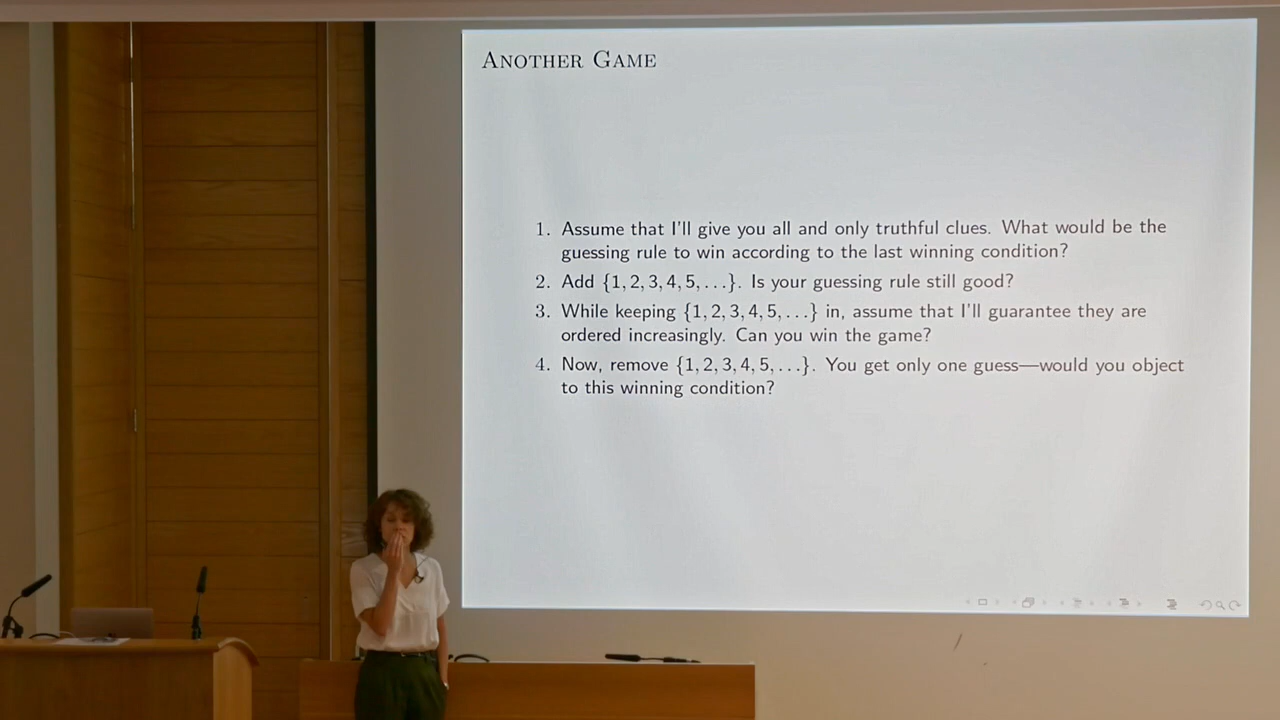 Another Game
1. Assume that I'll give you all and only truthful clues. What would be the
guessing rule to win according to the last winning condition?
2. Add {1, 2, 3, 4, 5, . . .}. Is your guessing rule still good?
3. While keeping {1, 2, 3, 4, 5, . . .} in, assume that I'll guarantee they are
ordered increasingly. Can you win the game?
4. Now, remove {1, 2, 3, 4, 5, . . .}. You get only one guess—would you object
to this winning condition?